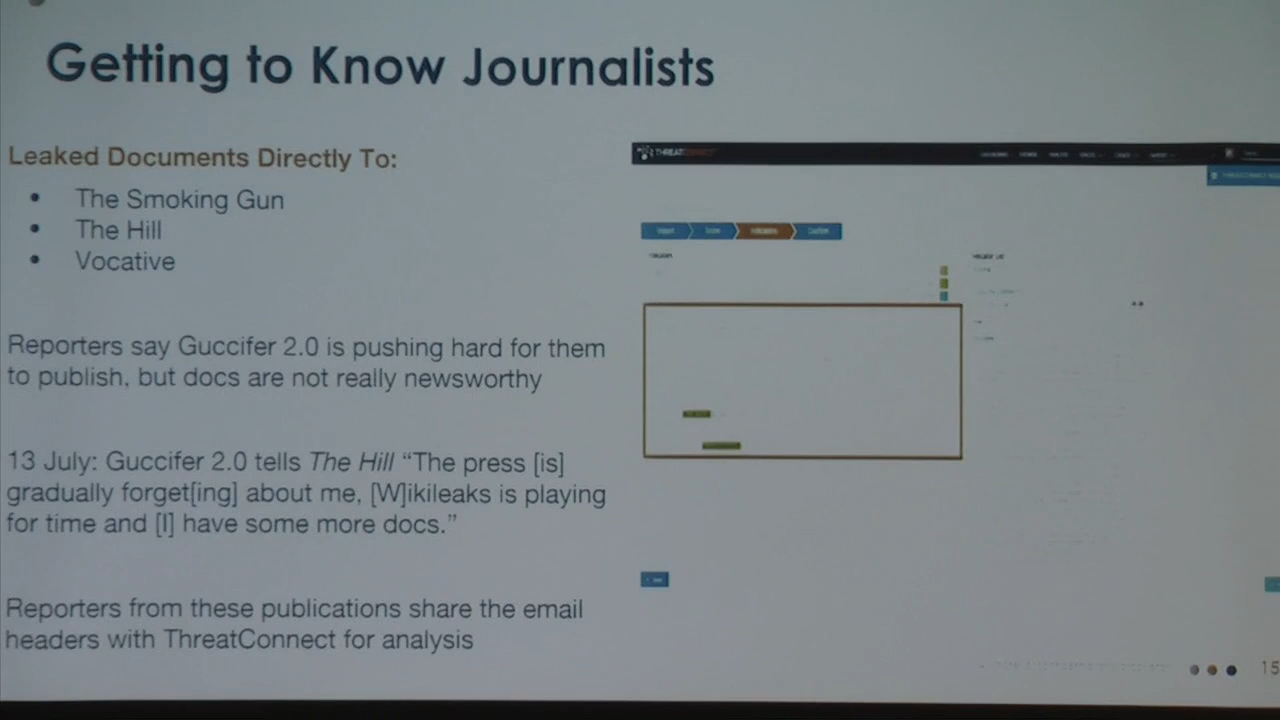 Getting to Know Journalists
Leaked Documents Directly To:
• The Smoking Gun
• The Hill
• Vocative
Reporters say Guccifer 2.0 is pushing hard for them
to publish, but docs are not really newsworthy
13 July: Guccifer 2.0 tells The Hill “The press [is]
gradually forget[ing] about me, [W]ikileaks is playing
for time and [I] have some more docs.”
Reporters from these publications share the email
headers with ThreatConnect for analysis
THREATCONNECT
Confirm
15